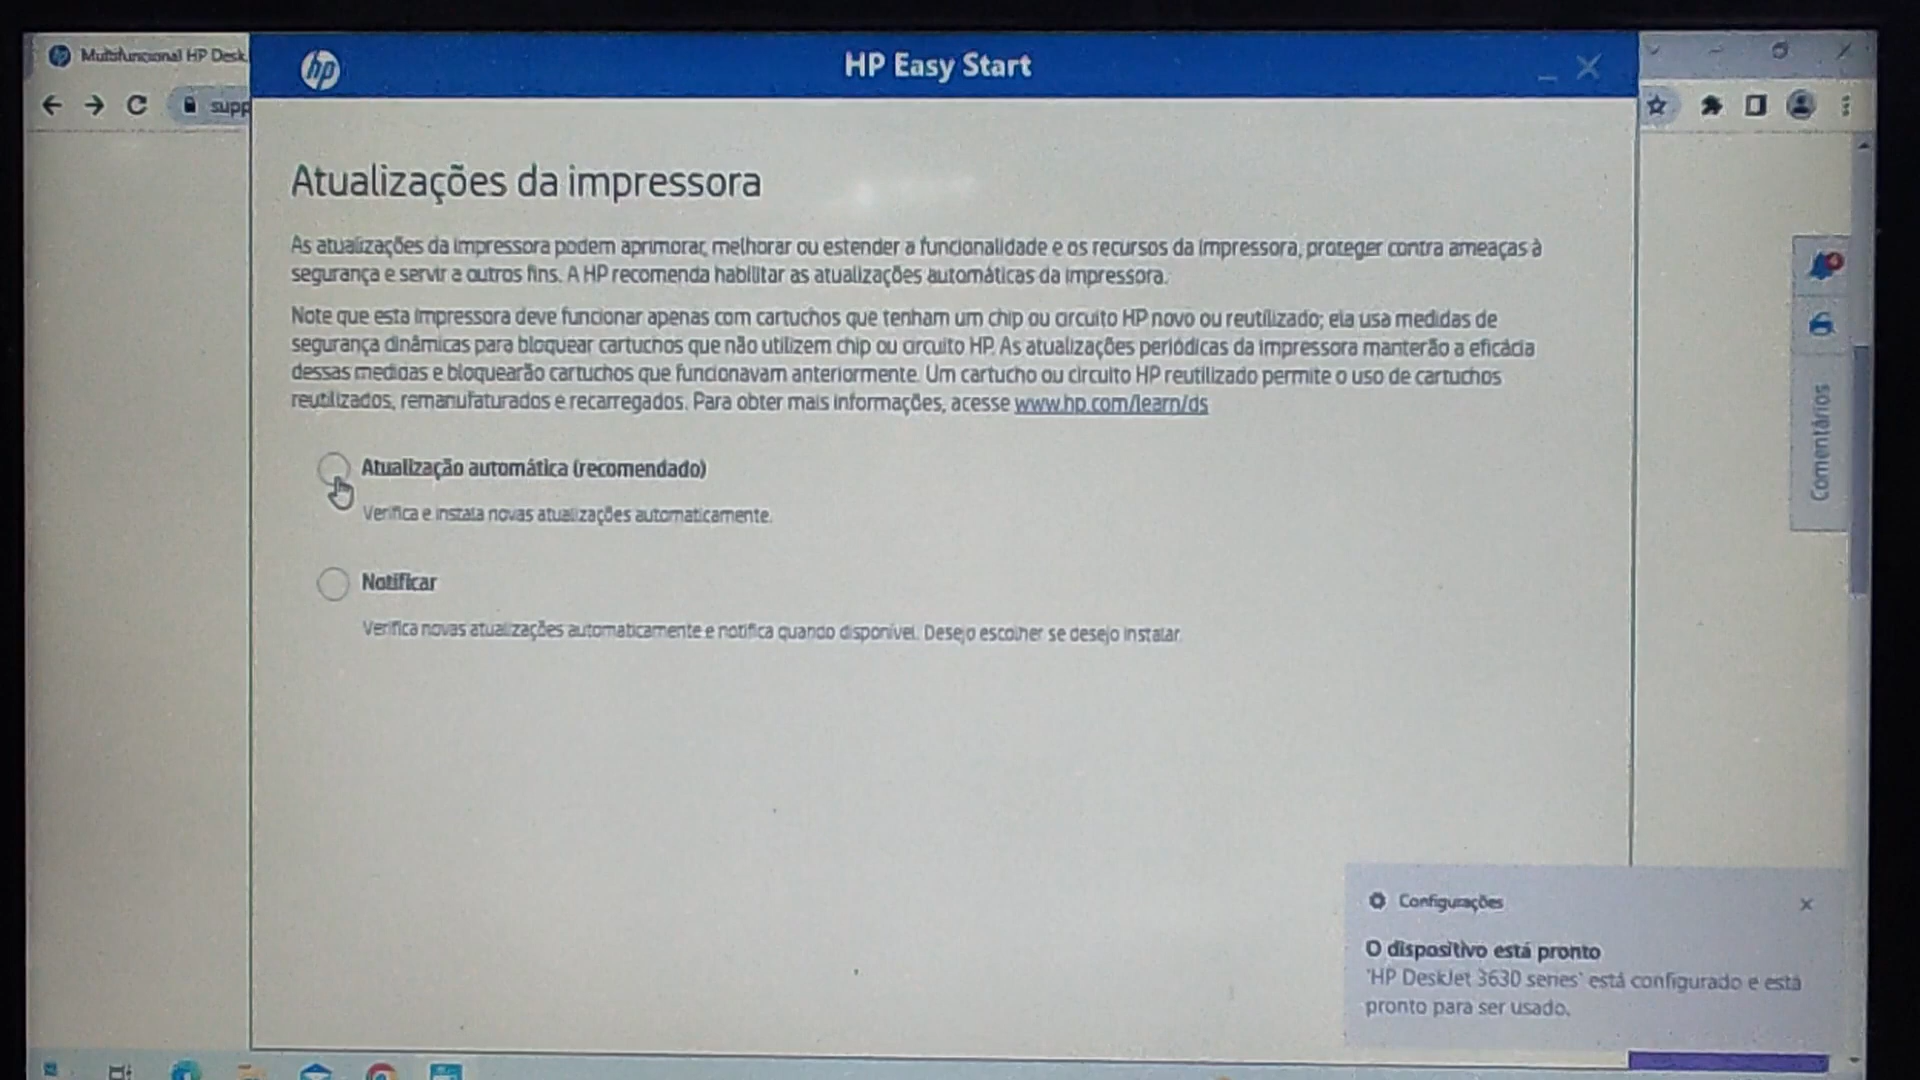 Multifuncional HP Desk
hp
HP Easy Start
supp
Atualizações da impressora
As atualizações da impressora podem aprimorar, melhorar ou estender a funcionalidade e os recursos da impressora, proteger contra ameaças à
segurança e servir a outros fins. A HP recomenda habilitar as atualizações automáticas da impressora.
Note que esta impressora deve funcionar apenas com cartuchos que tenham um chip ou circuito HP novo ou reutilizado; ela usa medidas de
segurança dinâmicas para bloquear cartuchos que não utilizem chip ou circuito HP. As atualizações periódicas da impressora manterão a eficácia
dessas medidas e bloquearão cartuchos que funcionavam anteriormente. Um cartucho ou circuito HP reutilizado permite o uso de cartuchos
reutilizados, remanufaturados e recarregados. Para obter mais informações, acesse www.hp.com/learn/ds
Atualização automática (recomendado)
Verifica e instala novas atualizações automaticamente.
Notificar
Verifica novas atualizações automaticamente e notifica quando disponível. Desejo escolher se desejo instalar.
4
Comentários
Configurações
O dispositivo está pronto
'HP DeskJet 3630 series' está configurado e está
pronto para ser usado.